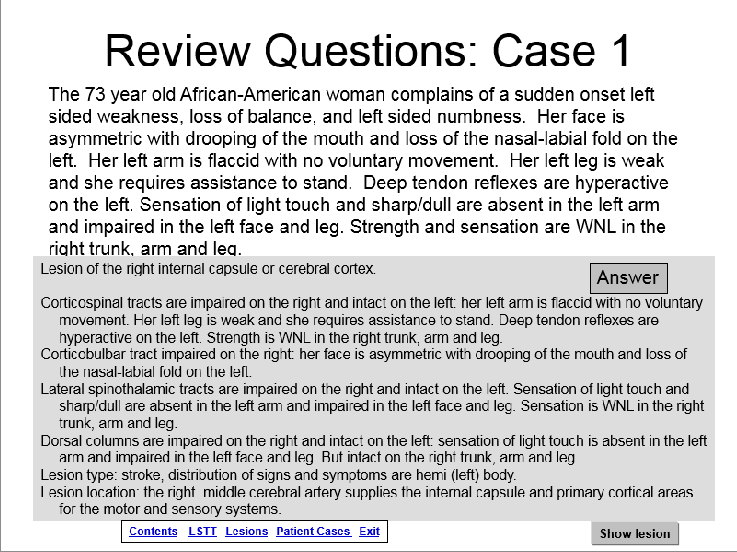 Review Questions: Case 1
The 73 year old African-American woman complains of a sudden onset left
sided weakness, loss of balance, and left sided numbness.  Her face is
asymmetric with drooping of the mouth and loss of the nasal-labial fold on the
left.  Her left arm is flaccid with no voluntary movement.  Her left leg is weak
and she requires assistance to stand.  Deep tendon reflexes are hyperactive
on the left. Sensation of light touch and sharp/dull are absent in the left arm
and impaired in the left face and leg. Strength and sensation are WNL in the
right trunk, arm and leg.
Lesion of the right internal capsule or cerebral cortex.
Answer
Corticospinal tracts are impaired on the right and intact on the left: her left arm is flaccid with no voluntary
movement. Her left leg is weak and she requires assistance to stand. Deep tendon reflexes are
hyperactive on the left. Strength is WNL in the right trunk, arm and leg.
Corticobulbar tract impaired on the right: her face is asymmetric with drooping of the mouth and loss of
the nasal-labial fold on the left.
Lateral spinothalamic tracts are impaired on the right and intact on the left. Sensation of light touch and
sharp/dull are absent in the left arm and impaired in the left face and leg. Sensation is WNL in the right
trunk, arm and leg.
Dorsal columns are impaired on the right and intact on the left: sensation of light touch is absent in the left
arm and impaired in the left face and leg. But intact on the right trunk, arm and leg
Lesion type: stroke, distribution of signs and symptoms are hemi (left) body.
Lesion location: the right  middle cerebral artery supplies the internal capsule and primary cortical areas
for the motor and sensory systems.
Contents LSTT Lesions Patient Cases Exit
Show lesion